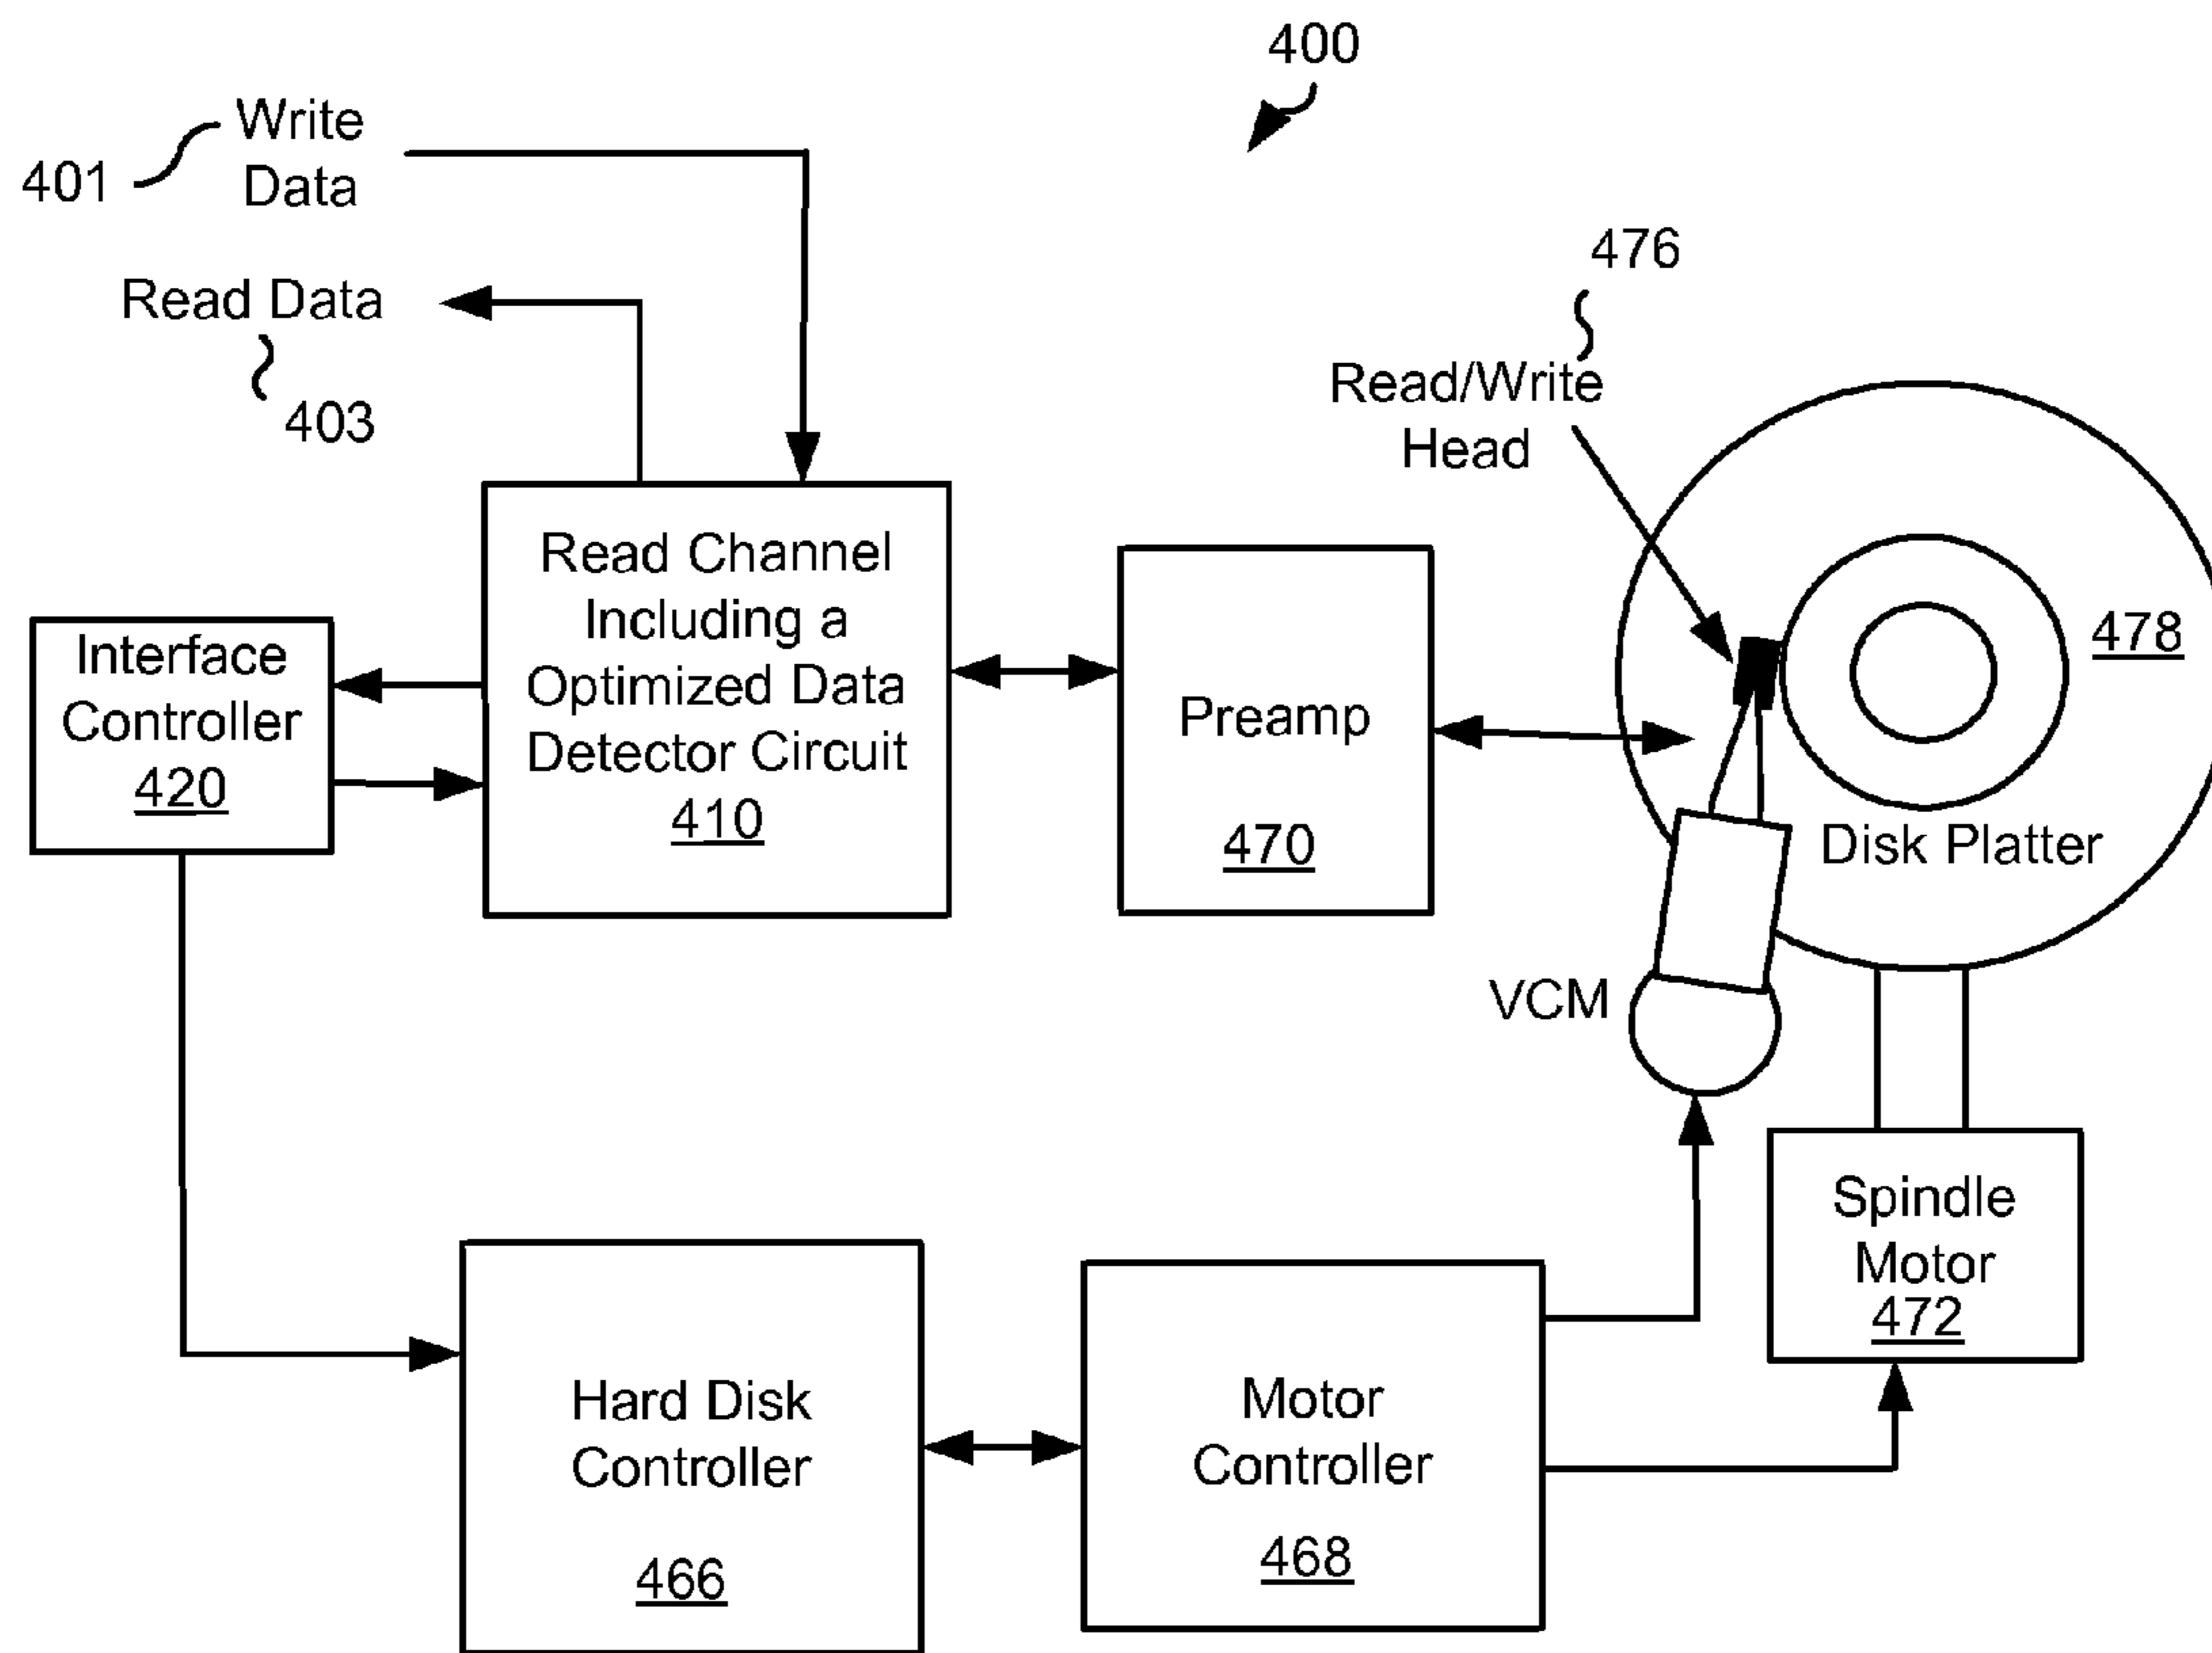 400
Write
Data
401
Read Data
403
476
Read/Write
Head
Read Channel
Including a
Optimized Data
Detector Circuit
410
Interface
Controller
420
Preamp
470
478
Disk Platter
VCM
Spindle
Motor
472
Hard Disk
Controller
466
Motor
Controller
468